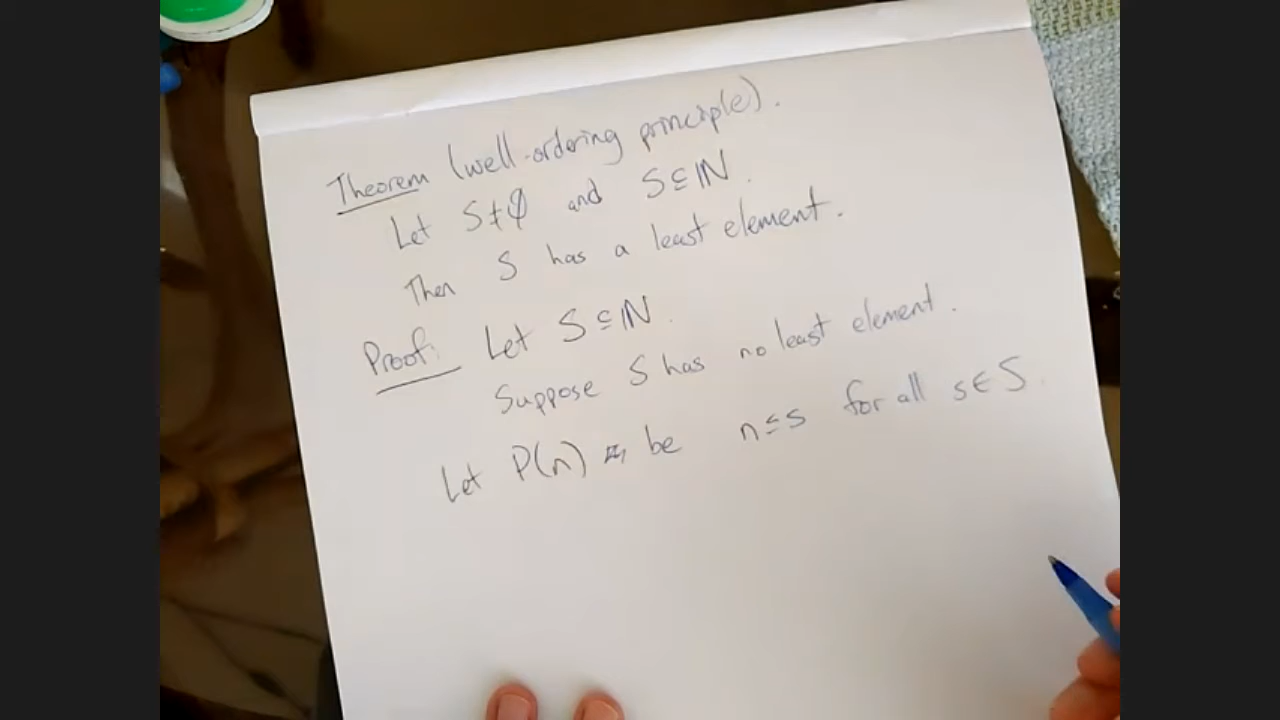 Theorem (well-ordering principle).
Let S≠∅ and S⊆ℕ.
Then S has a least element.
Proof: Let S⊆ℕ.
Suppose S has no least element.
Let P(n) be n≤s for all s∈S.